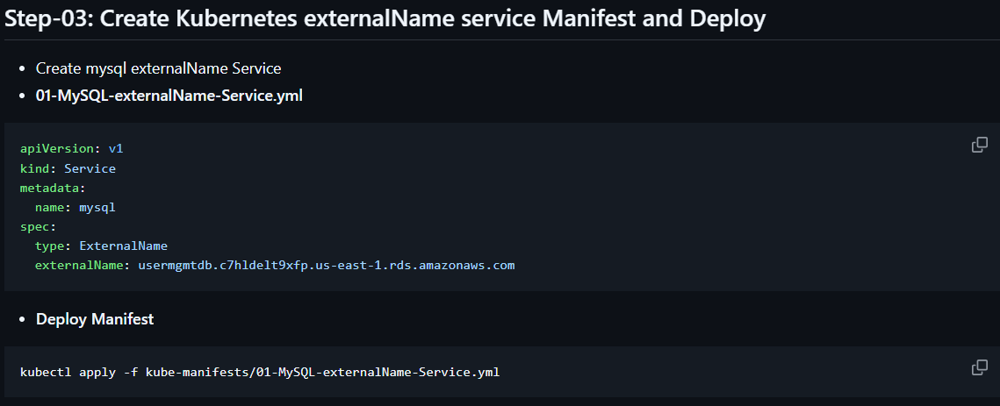 Step-03: Create Kubernetes externalName service Manifest and Deploy
• Create mysql externalName Service
• 01-MySQL-externalName-Service.yml
apiVersion: v1
kind: Service
metadata:
  name: mysql
spec:
  type: ExternalName
  externalName: usermgmtdb.c7hldelt9xfp.us-east-1.rds.amazonaws.com
• Deploy Manifest
kubectl apply -f kube-manifests/01-MySQL-externalName-Service.yml